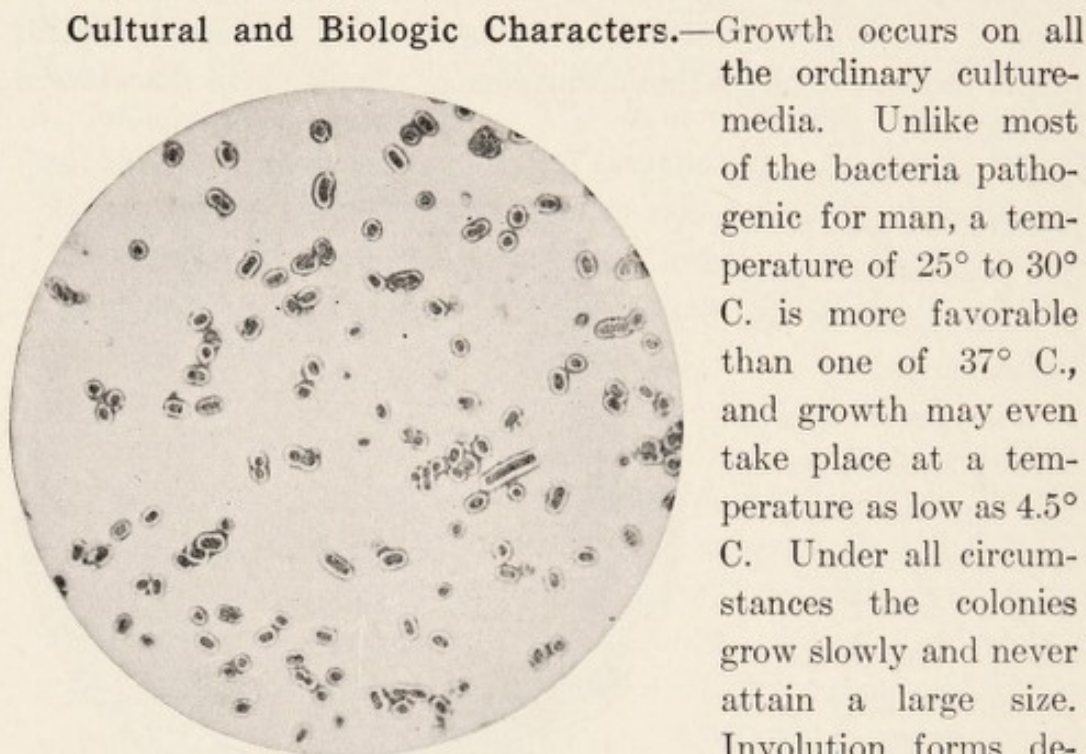 Cultural and Biologic Characters.—Growth occurs on all
the ordinary culture-
media. Unlike most
of the bacteria patho-
genic for man, a tem-
perature of 25° to 30°
C. is more favorable
than one of 37° C.,
and growth may even
take place at a tem-
perature as low as 4.5°
C. Under all circum-
stances the colonies
grow slowly and never
attain a large size.
Involution forms de-